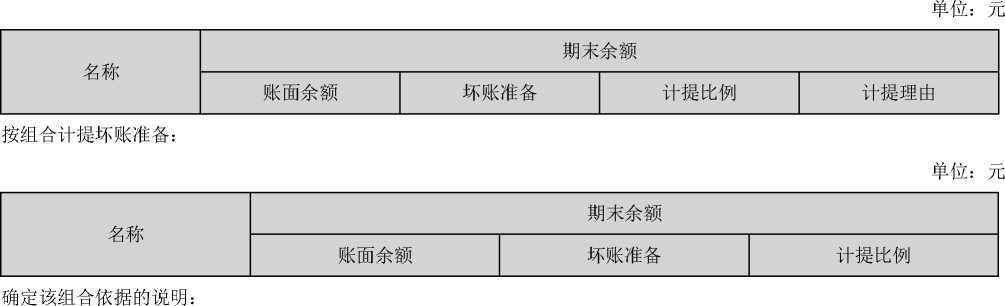 单位：元
名称 期末余额
账面余额 坏账准备 计提比例 计提理由
按组合计提坏账准备：
单位：元
名称 期末余额
账面余额 坏账准备 计提比例
确定该组合依据的说明：